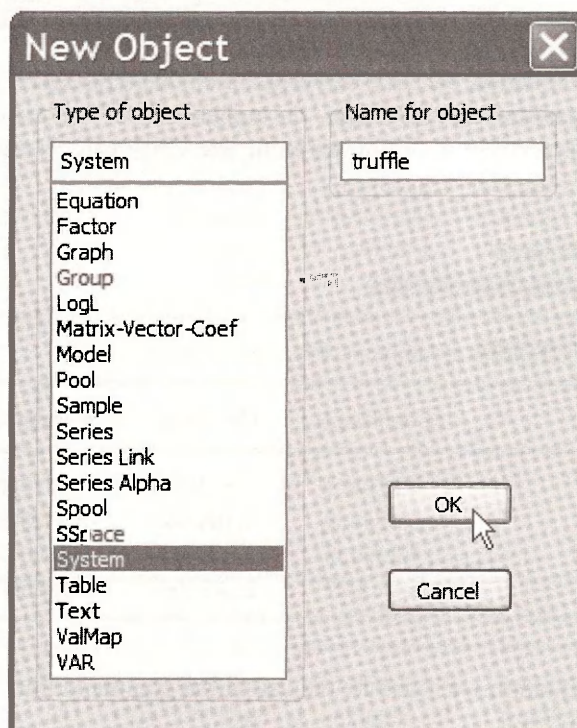 New Object
Type of object
System
Equation
Factor
Graph
Group
LogL
Matrix-Vector-Coef
Model
Pool
Sample
Series
Series Link
Series Alpha
Spool
SSpace
System
Table
Text
ValMap
VAR
Name for object
truffle
OK
Cancel